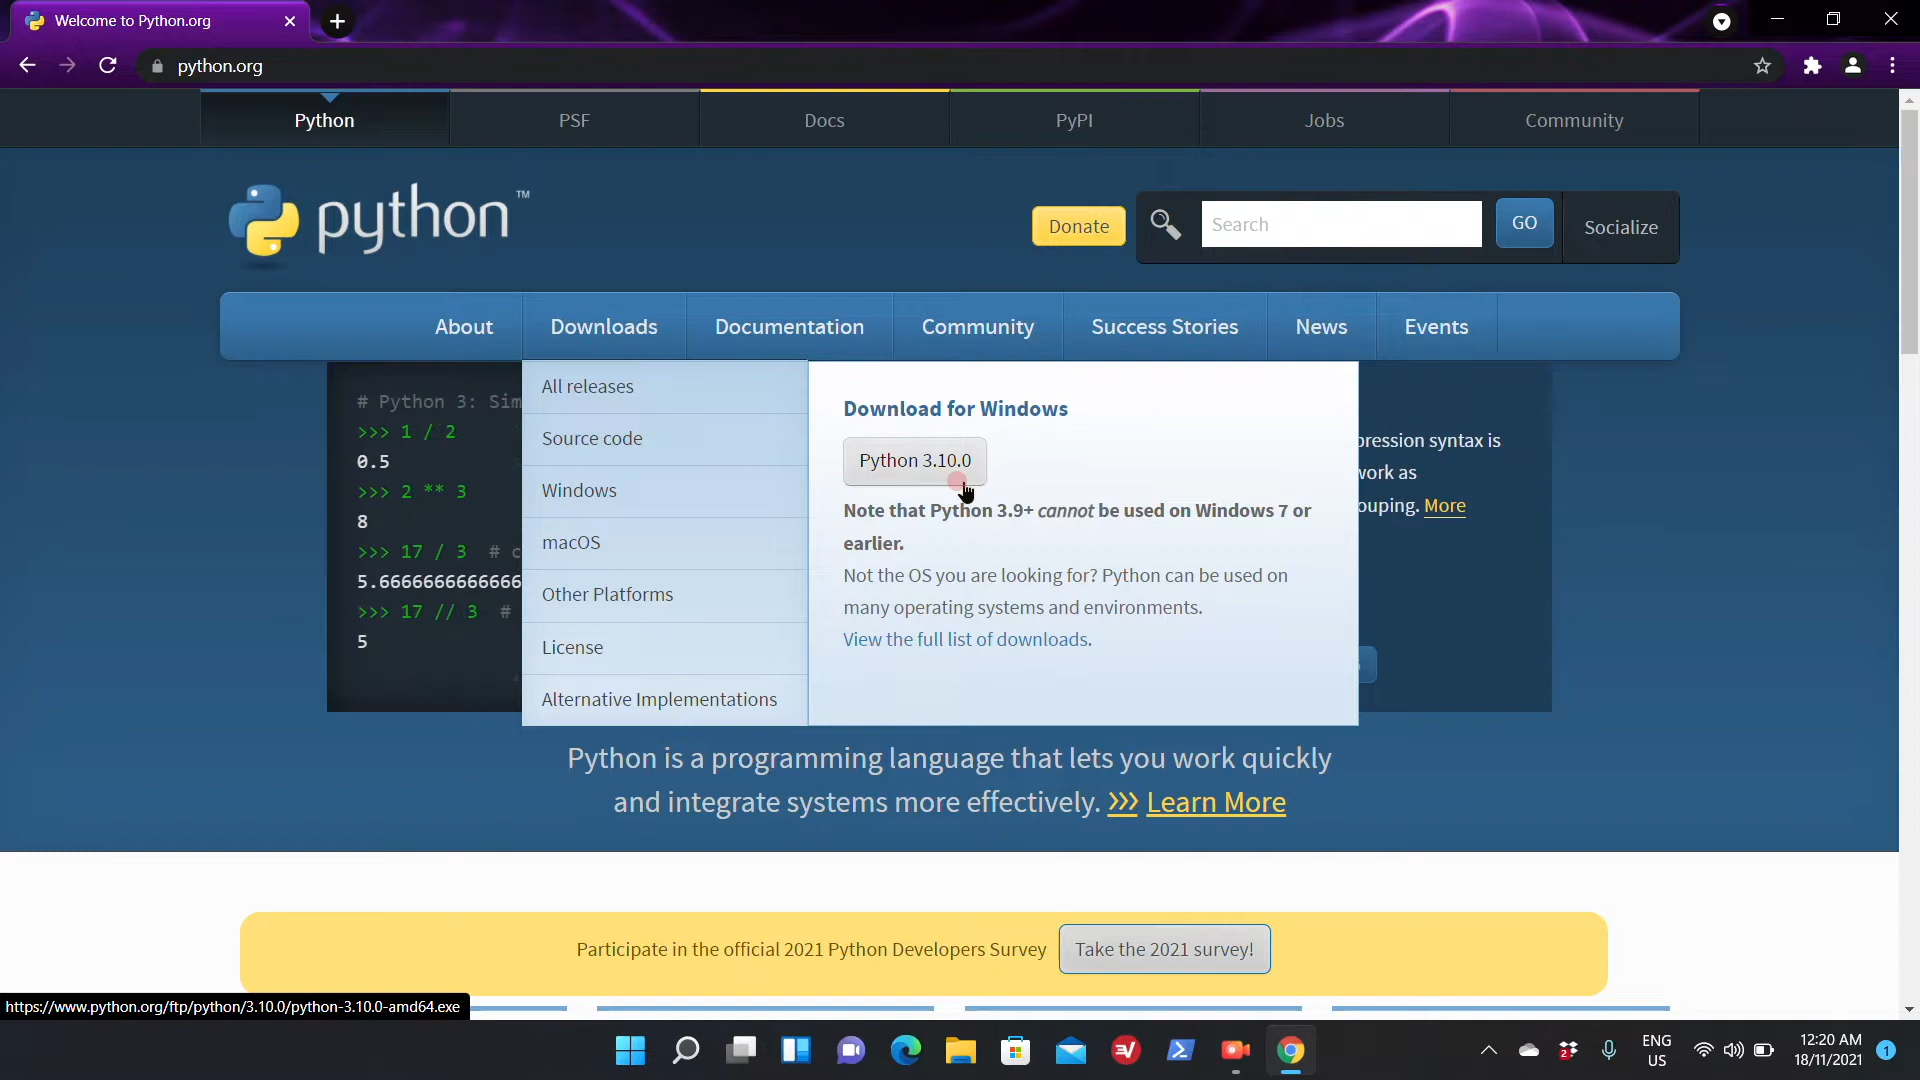 Welcome to Python.org
python.org
Python
PSF
Docs
PyPI
Jobs
Community
python™
Donate
Search
GO
Socialize
About
Downloads
Documentation
Community
Success Stories
News
Events
# Python 3: Sim
>>> 1 / 2
0.5
>>> 2 ** 3
8
>>> 17 / 3 # c
5.6666666666666
>>> 17 // 3 #
5
All releases
Source code
Windows
macOS
Other Platforms
License
Alternative Implementations
Download for Windows
Python 3.10.0
Note that Python 3.9+ cannot be used on Windows 7 or
earlier.
Not the OS you are looking for? Python can be used on
many operating systems and environments.
View the full list of downloads.
pression syntax is
work as
ouping. More
Python is a programming language that lets you work quickly
and integrate systems more effectively. >>> Learn More
Participate in the official 2021 Python Developers Survey
Take the 2021 survey!
https://www.python.org/ftp/python/3.10.0/python-3.10.0-amd64.exe
2
ENG
US
12:20 AM
18/11/2021
1